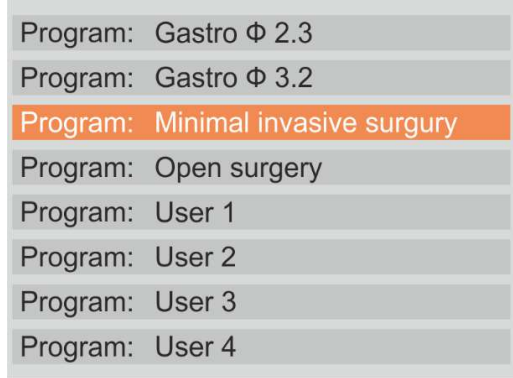 Program: Gastro Φ 2.3
Program: Gastro Φ 3.2
Program: Minimal invasive surgury
Program: Open surgery
Program: User 1
Program: User 2
Program: User 3
Program: User 4